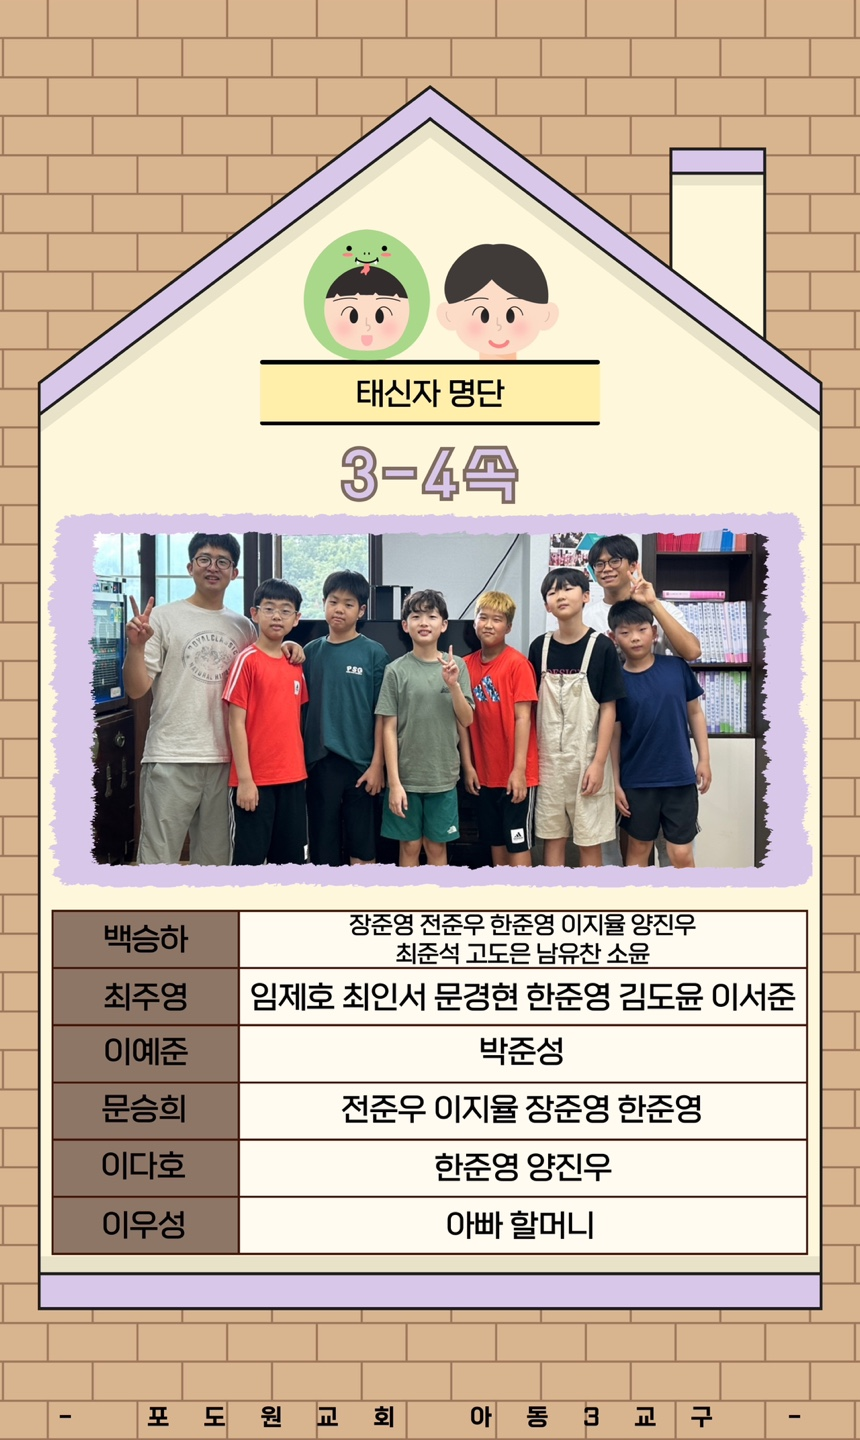 태신자 명단
3-4속
PSG
DESIGN
adidas
백승하
장준영 전준우 한준영 이지율 양진우
최준석 고도은 남유찬 소윤
최주영
임제호 최인서 문경현 한준영 김도윤 이서준
이예준
박준성
문승희
전준우 이지율 장준영 한준영
이다호
한준영 양진우
이우성
아빠 할머니
- 포도원교회 아동3교구 -